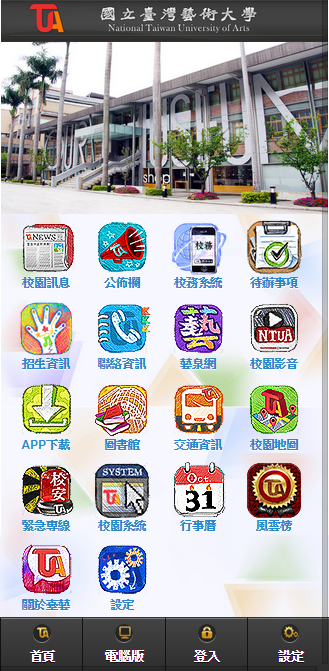 國立臺灣藝術大學
National Taiwan University of Arts
shop
NEWS
校務
校園訊息
公佈欄
校務系統
待辦事項
藝
NTUA
招生資訊
聯絡資訊
藝泉網
校園影音
APP下載
圖書館
交通資訊
校園地圖
校安
SYSTEM
Oct.
31
緊急專線
校園系統
行事曆
風雲榜
關於臺藝
設定
首頁
電腦版
登入
設定